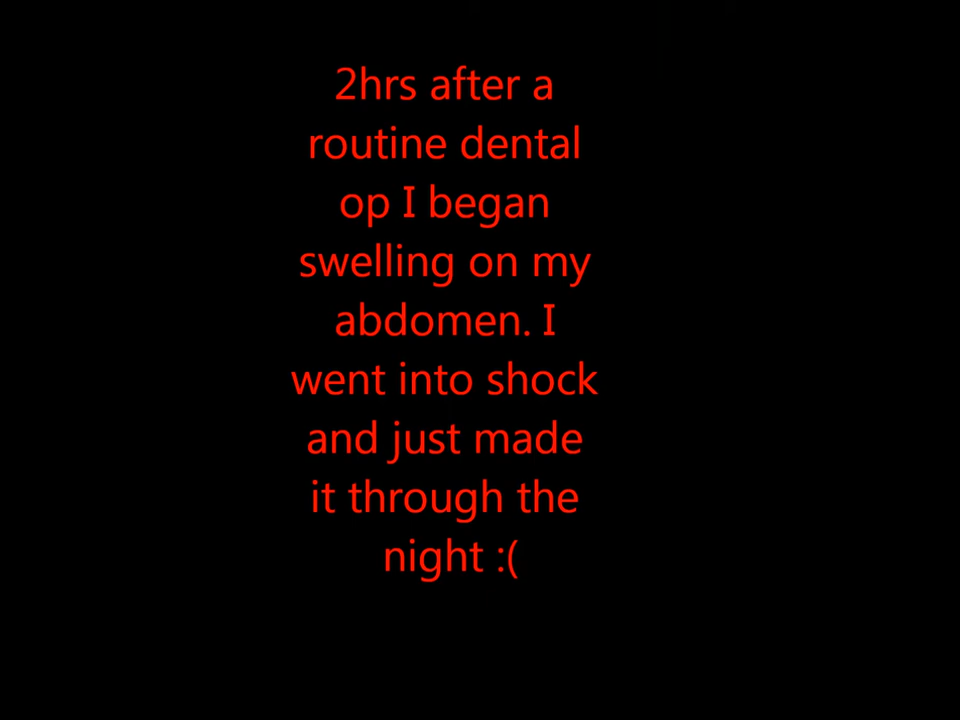 2hrs after a
routine dental
op I began
swelling on my
abdomen. I
went into shock
and just made
it through the
night :(